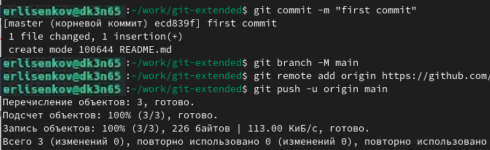 erlisenkov@dk3n65:~/work/git-extended$ git commit -m "first commit"
[master (корневой коммит) ecd839f] first commit
1 file changed, 1 insertion(+)
create mode 100644 README.md
erlisenkov@dk3n65:~/work/git-extended$ git branch -M main
erlisenkov@dk3n65:~/work/git-extended$ git remote add origin https://github.com/
erlisenkov@dk3n65:~/work/git-extended$ git push -u origin main
Перечисление объектов: 3, готово.
Подсчет объектов: 100% (3/3), готово.
Запись объектов: 100% (3/3), 226 байтов | 113.00 КиБ/с, готово.
Всего 3 (изменений 0), повторно использовано 0 (изменений 0), повторно использовано